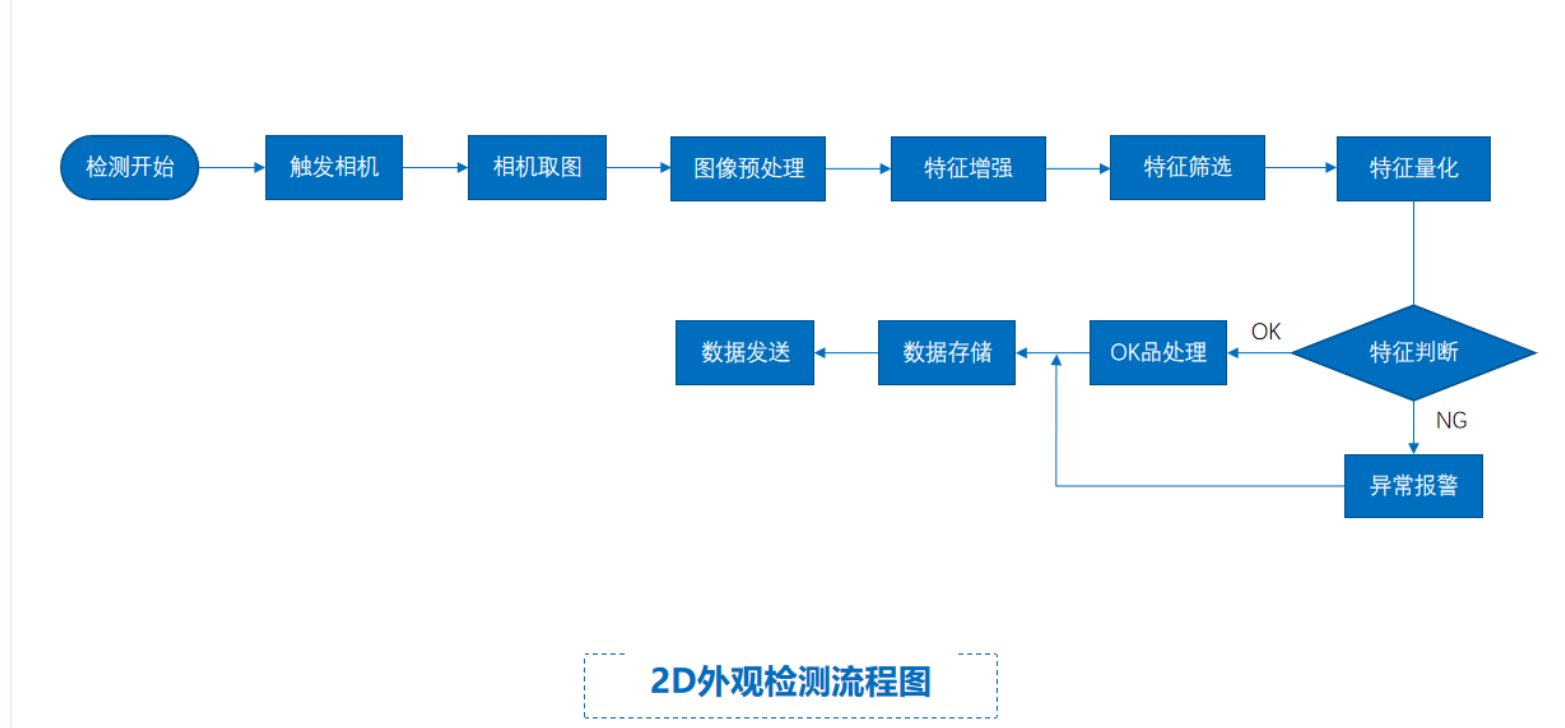 检测开始
触发相机
相机取图
图像预处理
特征增强
特征筛选
特征量化
数据发送
数据存储
OK品处理
OK
特征判断
NG
异常报警
2D外观检测流程图